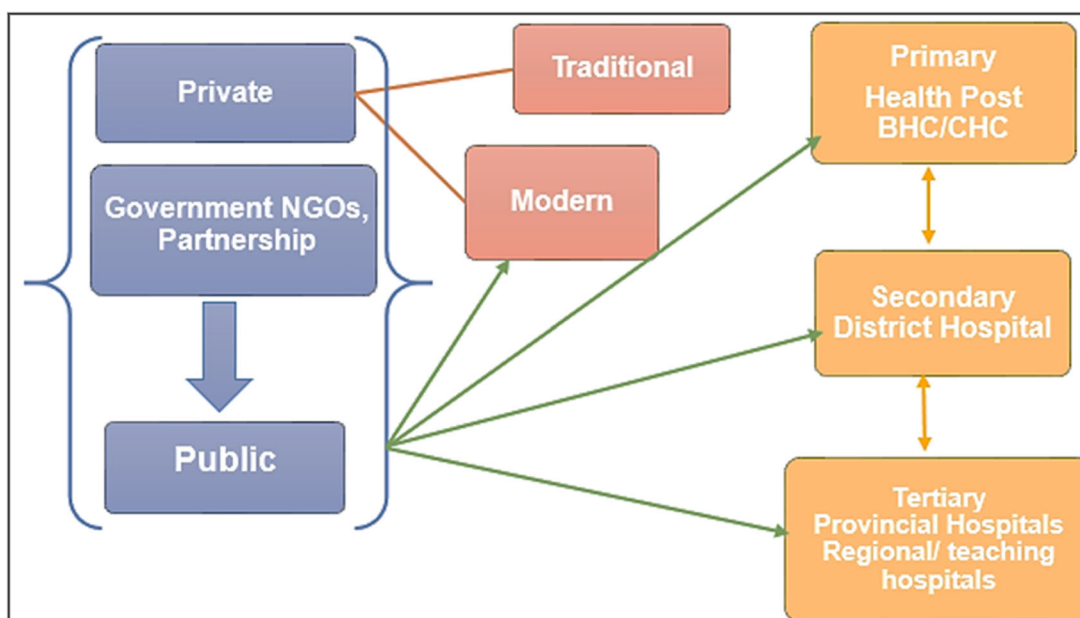 Private
Government NGOs,
Partnership
Public
Traditional
Modern
Primary
Health Post
BHC/CHC
Secondary
District Hospital
Tertiary
Provincial Hospitals
Regional/ teaching
hospitals